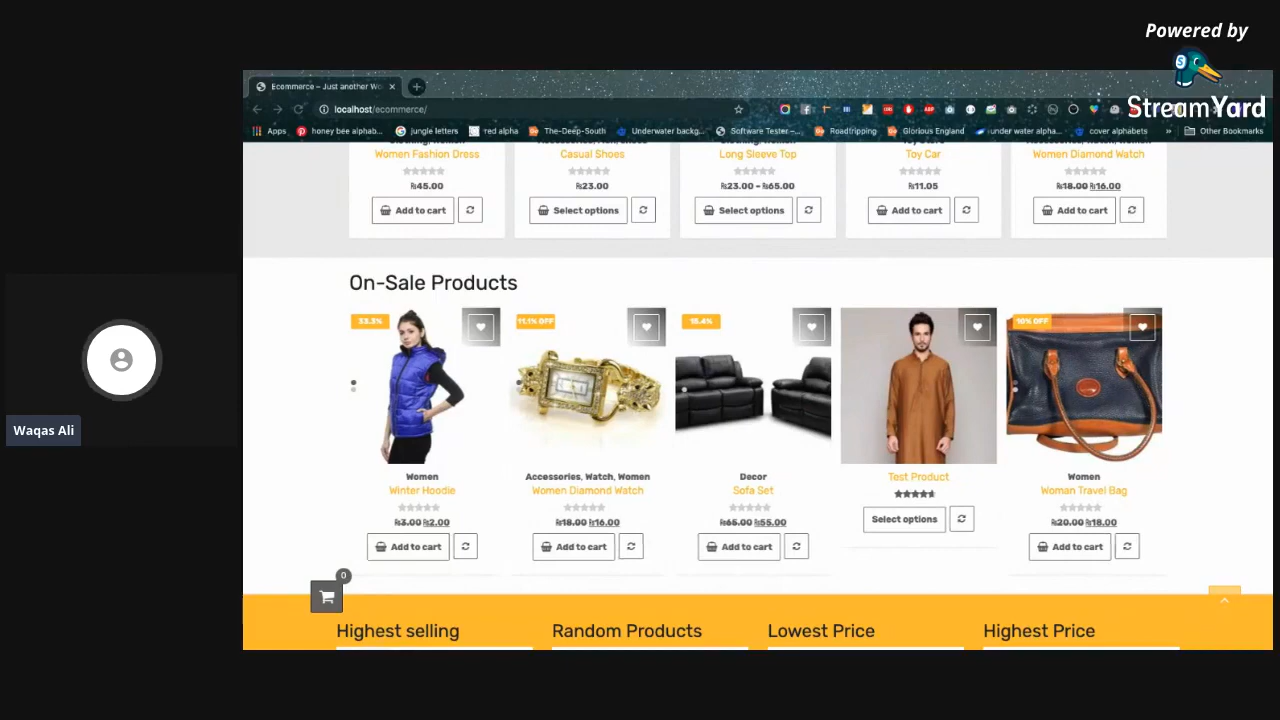 Powered by
StreamYard
Ecommerce – Just another Wo
localhost/ecommerce/
Apps honey bee alphab... jungle letters red alpha The-Deep-South Underwater backg... Software Tester –... Roadtripping Glorious England under water alpha... cover alphabets » Other Bookmarks
Women Fashion Dress Casual Shoes Long Sleeve Top Toy Car Women Diamond Watch
₨45.00 ₨23.00 ₨23.00 – ₨65.00 ₨11.05 ₨18.00 ₨16.00
Add to cart Select options Select options Add to cart Add to cart
On-Sale Products
33.3% 11.1% OFF 15.4% 10% OFF
Women Accessories, Watch, Women Decor Test Product Women
Winter Hoodie Women Diamond Watch Sofa Set Woman Travel Bag
₨3.00 ₨2.00 ₨18.00 ₨16.00 ₨65.00 ₨55.00 Select options ₨20.00 ₨18.00
Add to cart Add to cart Add to cart Add to cart
0
Highest selling Random Products Lowest Price Highest Price
Waqas Ali